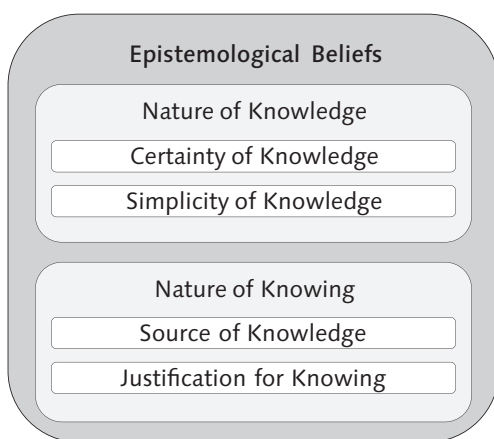 Epistemological Beliefs
Nature of Knowledge
Certainty of Knowledge
Simplicity of Knowledge
Nature of Knowing
Source of Knowledge
Justification for Knowing